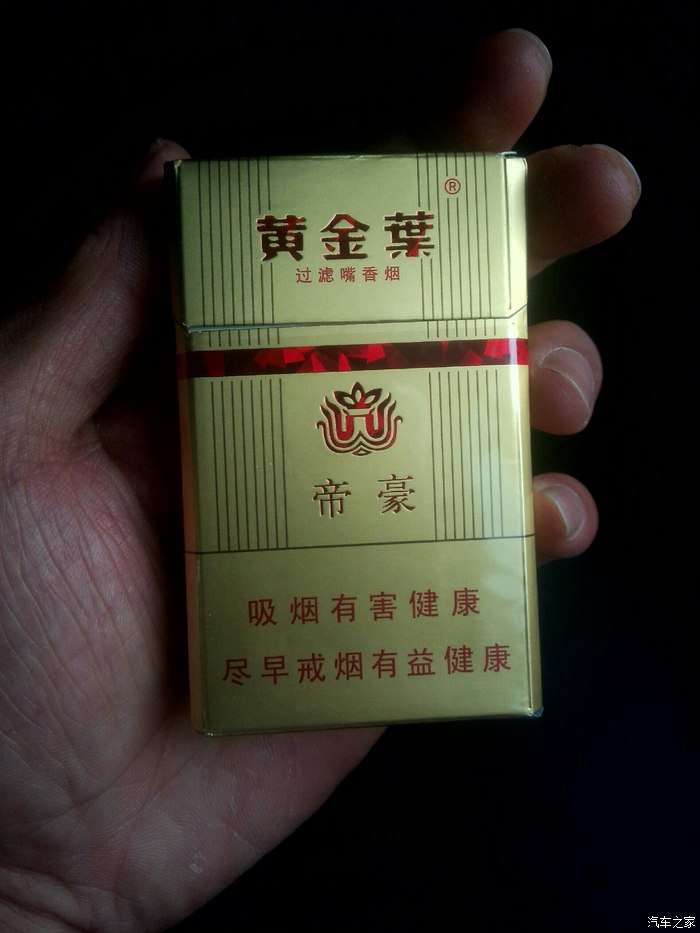 黄金葉®
过滤嘴香烟
帝豪
吸烟有害健康
尽早戒烟有益健康
汽车之家